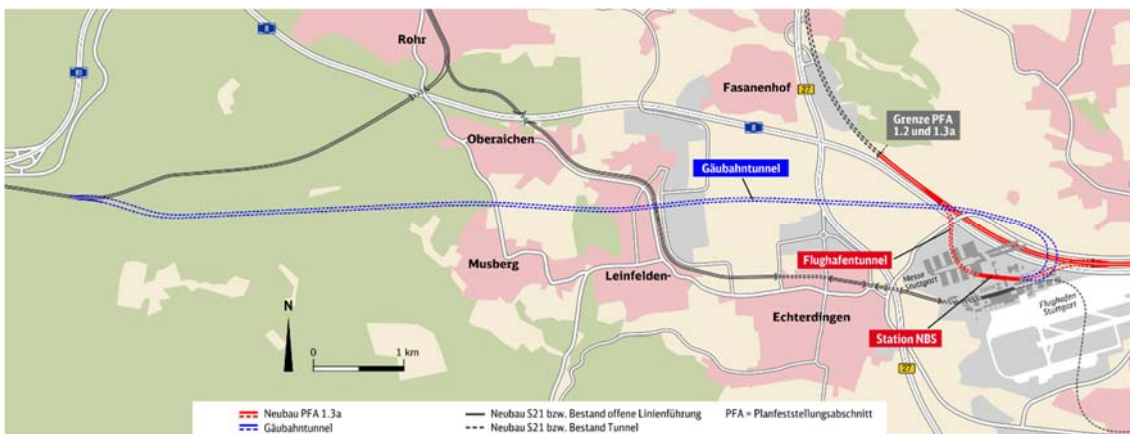 8
Rohr
81
Fasanenhof
27
Grenze PFA
1.2 und 1.3a
Oberaichen
8
Gäubahntunnel
Flughafentunnel
Messe
Stuttgart
Musberg
Leinfelden-
Flughafen
Stuttgart
N
Echterdingen
Station NBS
0
1 km
27
Neubau PFA 1.3a
Neubau S21 bzw. Bestand offene Linienführung
PFA = Planfeststellungsabschnitt
Gäubahntunnel
Neubau S21 bzw. Bestand Tunnel